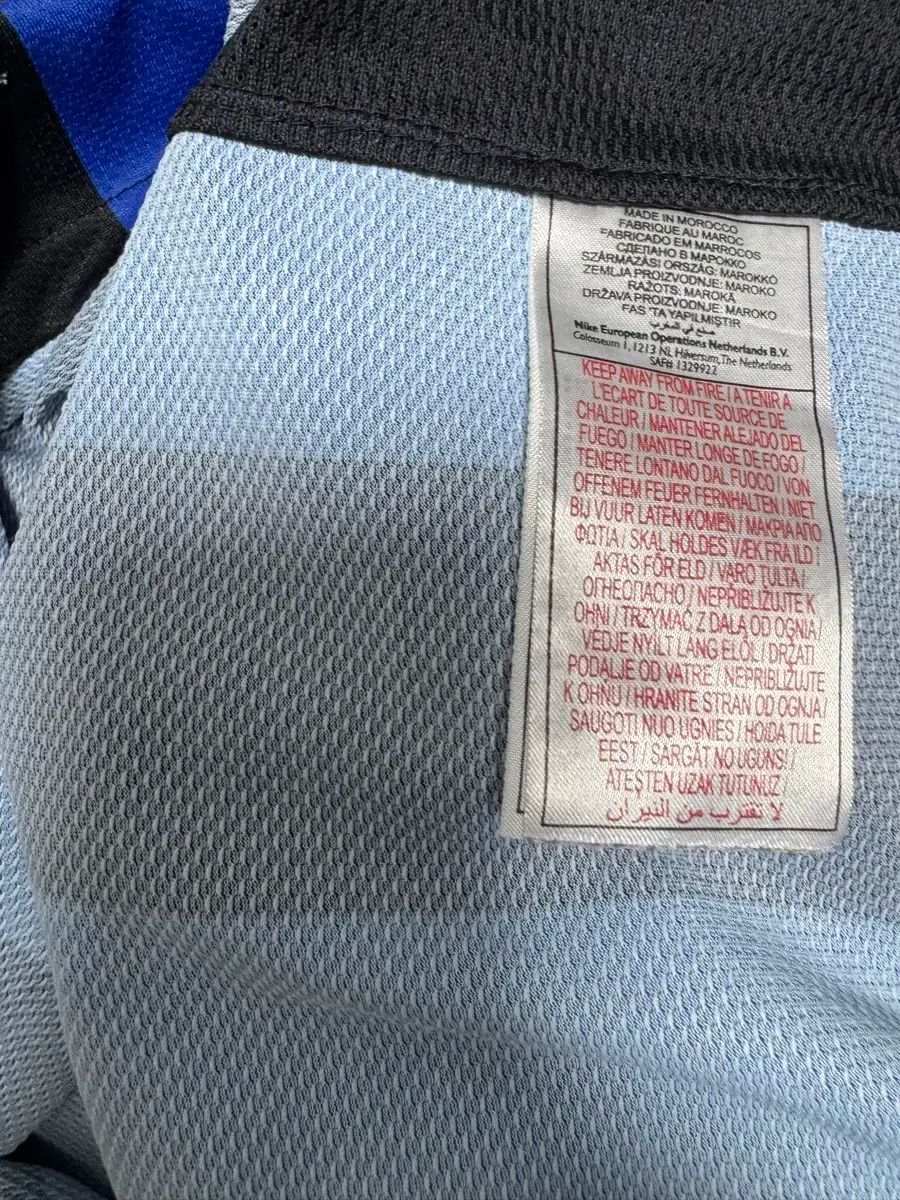 MADE IN MOROCCO
FABRIQUE AU MAROC
FABRICADO EM MARROCOS
СДЕЛАНО В МАРОККО
SZÁRMAZÁSI ORSZÁG: MAROKKÓ
ZEMLJA PROIZVODNJE: MAROKO
RAŽOTS: MAROKĀ
DRŽAVA PROIZVODNJE: MAROKO
FAS 'TA YAPILMIŞTIR
صنع في المغرب
Nike European Operations Netherlands B.V.
Colosseum 1, 1213 NL Hilversum, The Netherlands
SAF# 1329922
KEEP AWAY FROM FIRE / A TENIR A
L'ECART DE TOUTE SOURCE DE
CHALEUR / MANTENER ALEJADO DEL
FUEGO / MANTER LONGE DE FOGO /
TENERE LONTANO DAL FUOCO / VON
OFFENEM FEUER FERNHALTEN / NIET
BIJ VUUR LATEN KOMEN / ΜΑΚΡΙΑ ΑΠΟ
ΦΩΤΙΑ / SKAL HOLDES VÆK FRA ILD /
AKTAS FÖR ELD / VARO TULTA /
ОГНЕОПАСНО / NEPŘIBLIŽUJTE K
OHNI / TRZYMAĆ Z DALA OD OGNIA /
VEDJE NYILT LANG ELŐL / DRŽATI
PODALJE OD VATRE / NEPRIBLIŽUJTE
K OHNU / HRANITE STRAN OD OGNJA /
SAUGOTI NUO UGNIES / HOIDA TULE
EEST / SARGĀT NO UGUNS! /
ATEŞTEN UZAK TUTUNUZ /
لا تقترب من النيران